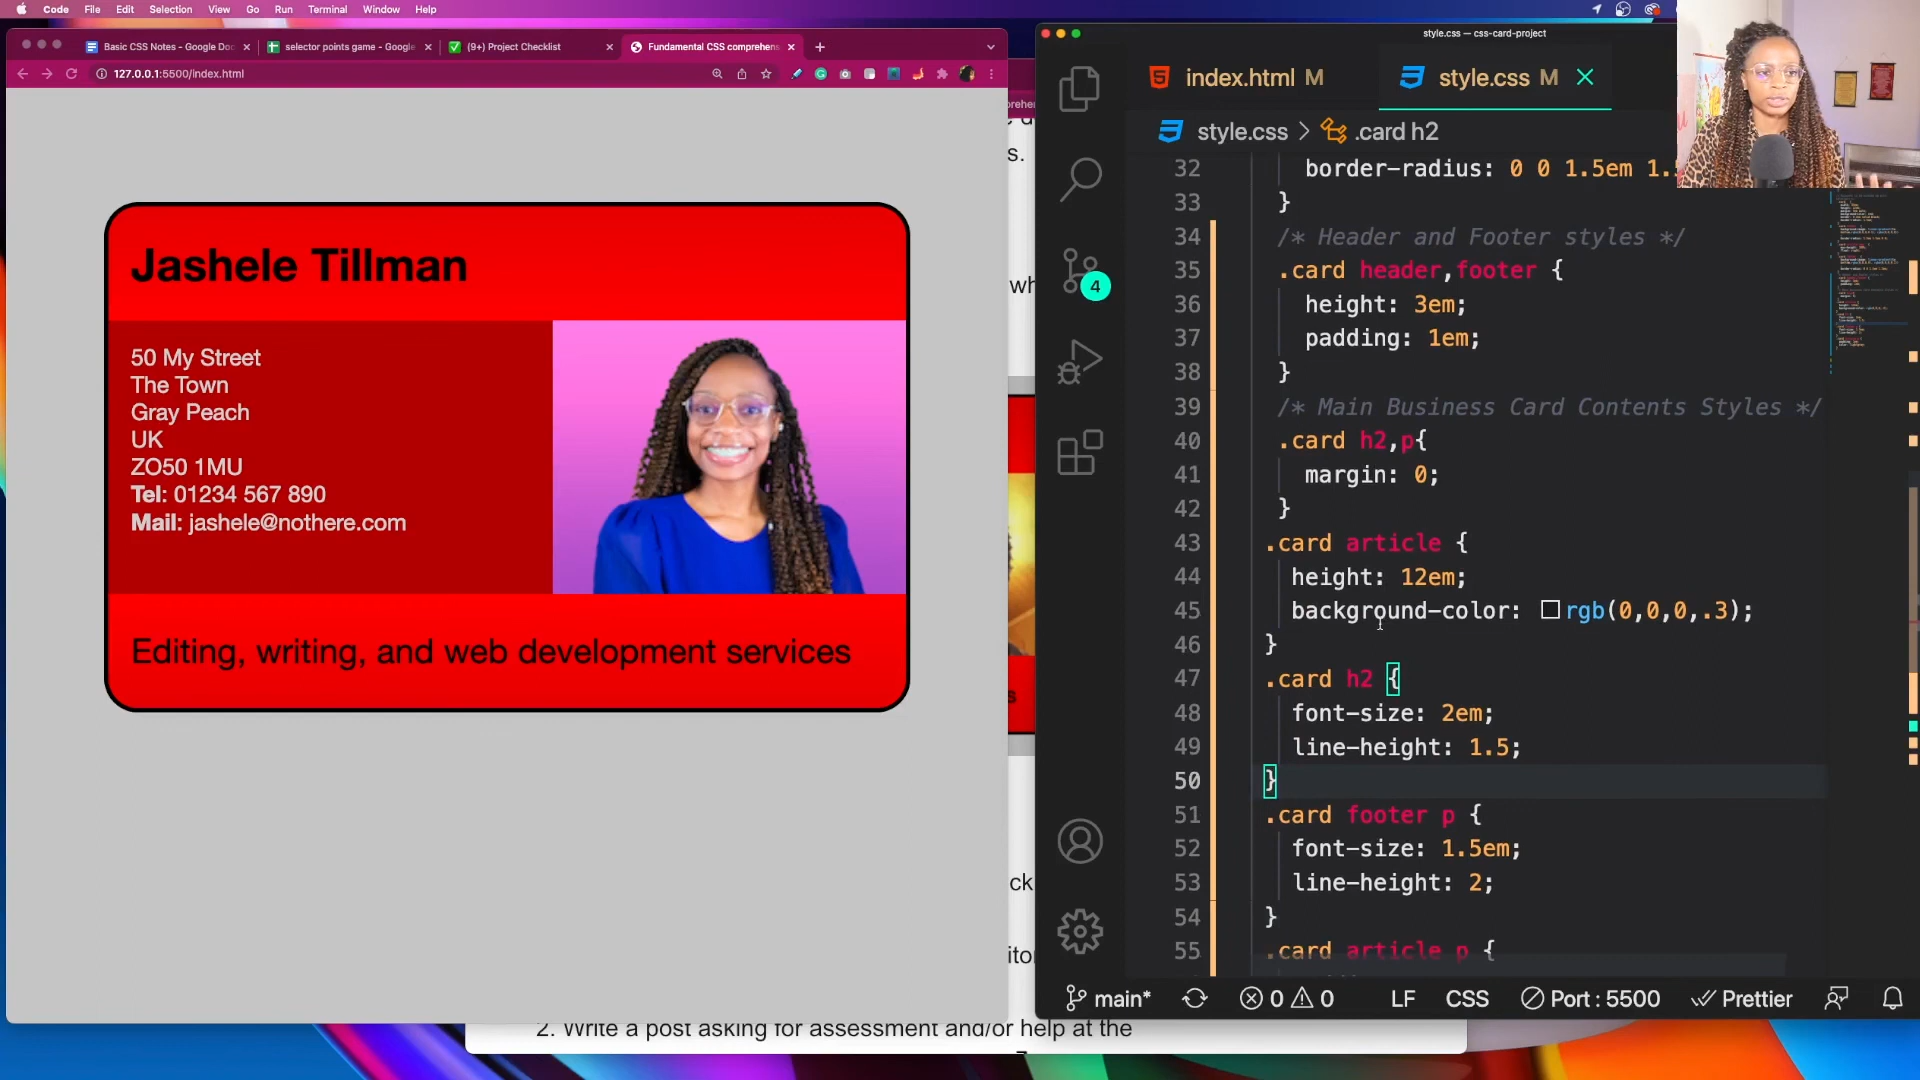 Code File Edit Selection View Go Run Terminal Window Help
Basic CSS Notes - Google Doc selector points game - Google (9+) Project Checklist Fundamental CSS comprehens
127.0.0.1:5500/index.html
Jashele Tillman
50 My Street
The Town
Gray Peach
UK
ZO50 1MU
Tel: 01234 567 890
Mail: jashele@nothere.com
Editing, writing, and web development services
s.
wh
ck
itor
2. Write a post asking for assessment and/or help at the
style.css — css-card-project
index.html M style.css M
style.css > .card h2
4
32 border-radius: 0 0 1.5em 1.5
33 }
34 /* Header and Footer styles */
35 .card header,footer {
36 height: 3em;
37 padding: 1em;
38 }
39 /* Main Business Card Contents Styles */
40 .card h2,p{
41 margin: 0;
42 }
43 .card article {
44 height: 12em;
45 background-color: rgb(0,0,0,.3);
46 }
47 .card h2 {
48 font-size: 2em;
49 line-height: 1.5;
50 }
51 .card footer p {
52 font-size: 1.5em;
53 line-height: 2;
54 }
55 .card article p {
main* 0 0 LF CSS Port : 5500 Prettier